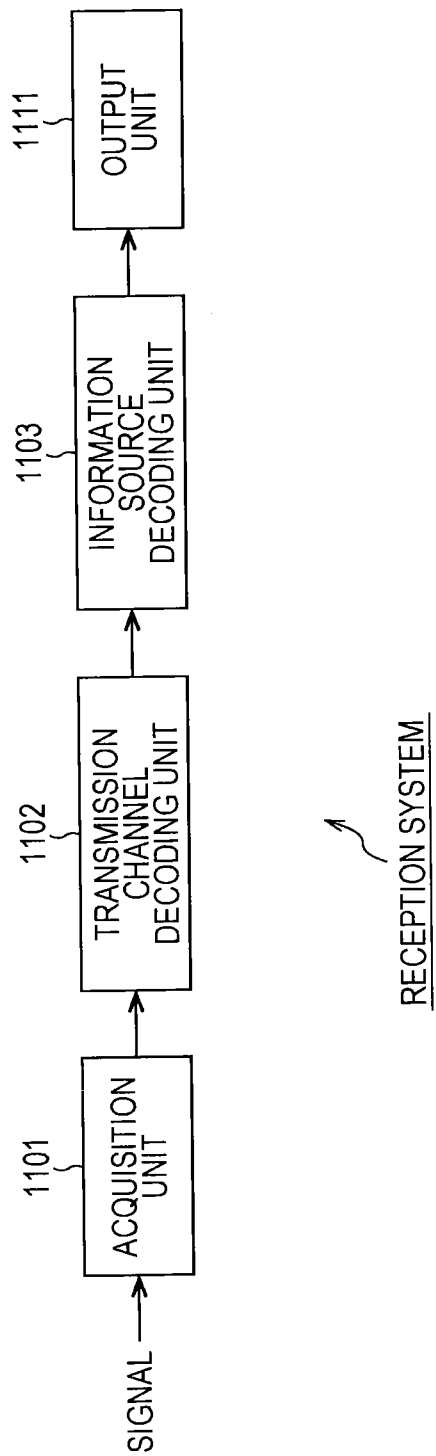 SIGNAL
1101
ACQUISITION
UNIT
1102
TRANSMISSION
CHANNEL
DECODING UNIT
1103
INFORMATION
SOURCE
DECODING UNIT
1111
OUTPUT
UNIT
RECEPTION SYSTEM